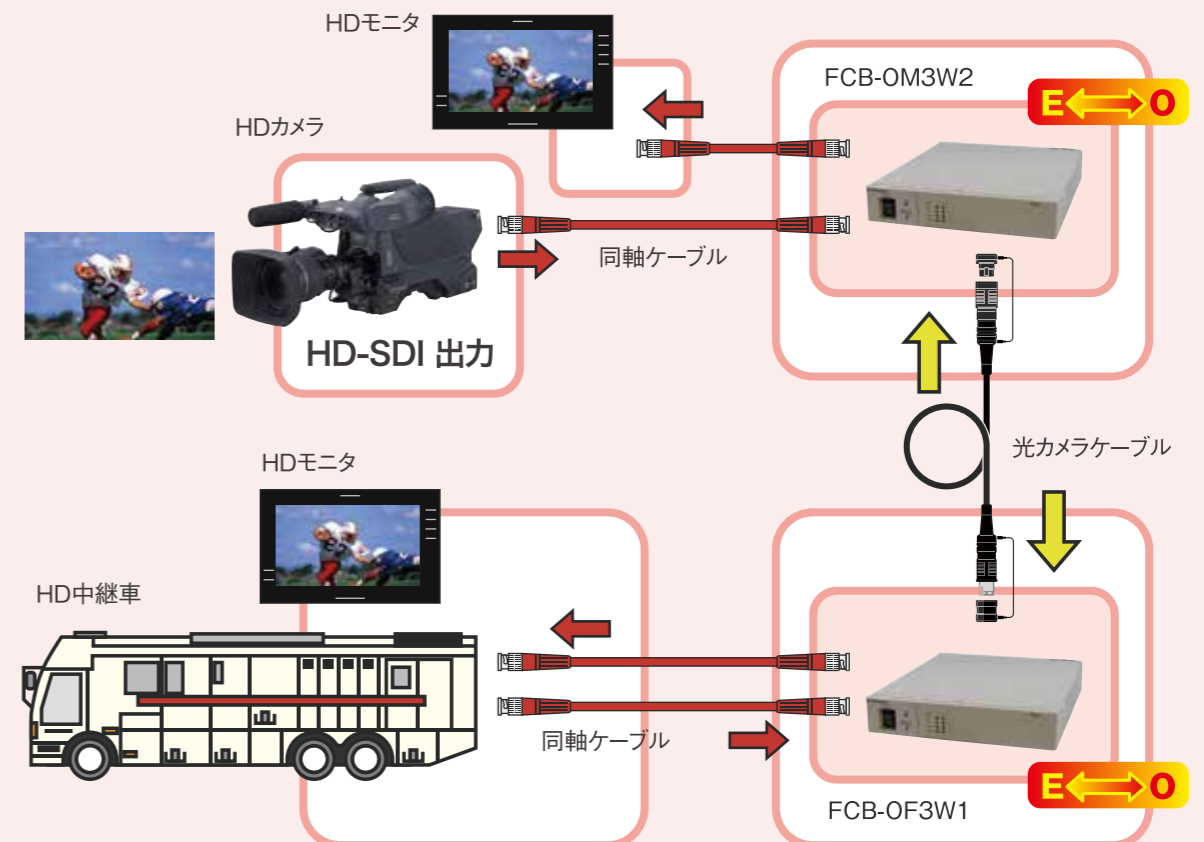 HDモニタ
FCB-OM3W2
E O
HDカメラ
同軸ケーブル
HD-SDI 出力
光カメラケーブル
HDモニタ
HD中継車
同軸ケーブル
E O
FCB-OF3W1